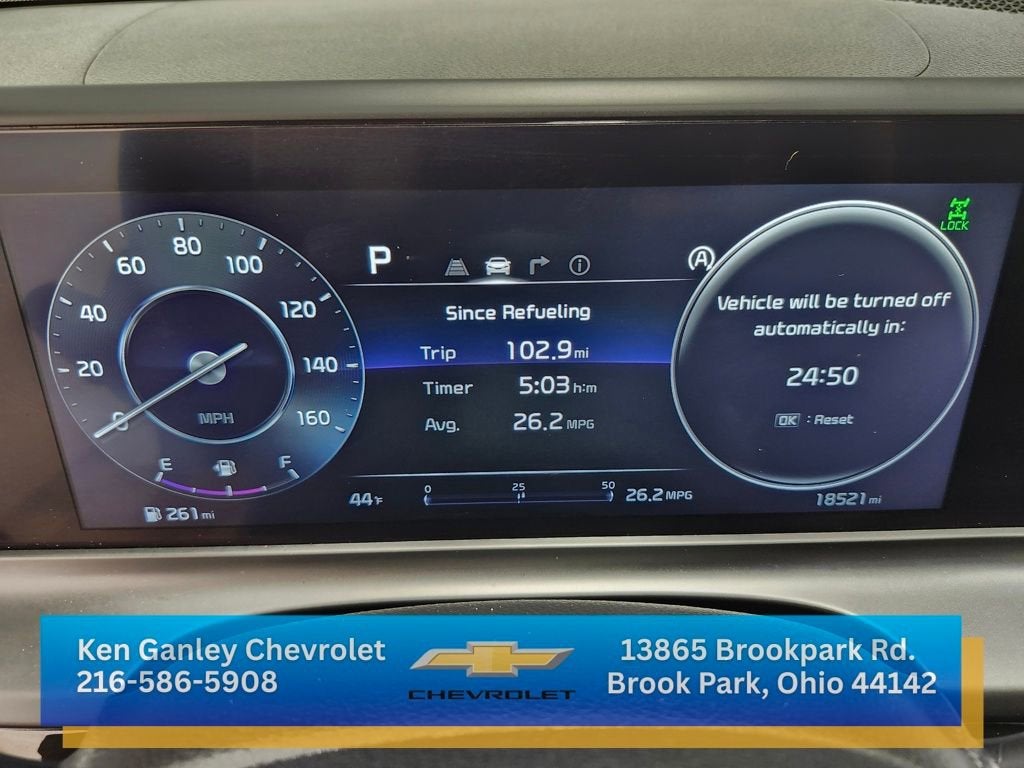 80
60
100
40
120
20
140
0
160
MPH
E
F
261 mi
P
Since Refueling
Trip 102.9 mi
Timer 5:03 h:m
Avg. 26.2 MPG
44°F
0 25 50
26.2 MPG
A
LOCK
Vehicle will be turned off
automatically in:
24:50
OK : Reset
18521 mi
Ken Ganley Chevrolet
216-586-5908
CHEVROLET
13865 Brookpark Rd.
Brook Park, Ohio 44142